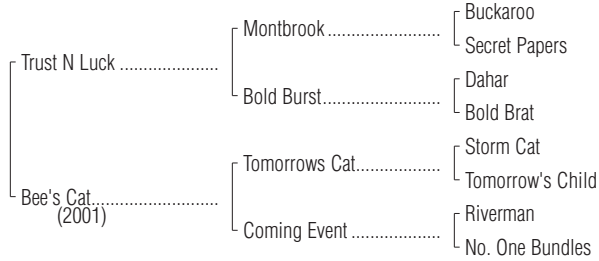 Buckaroo
Montbrook ......................
Secret Papers
Trust N Luck ...................
Dahar
Bold Burst.......................
Bold Brat
Storm Cat
Tomorrows Cat................
Tomorrow's Child
Bee's Cat.........................
(2001)
Riverman
Coming Event .................
No. One Bundles